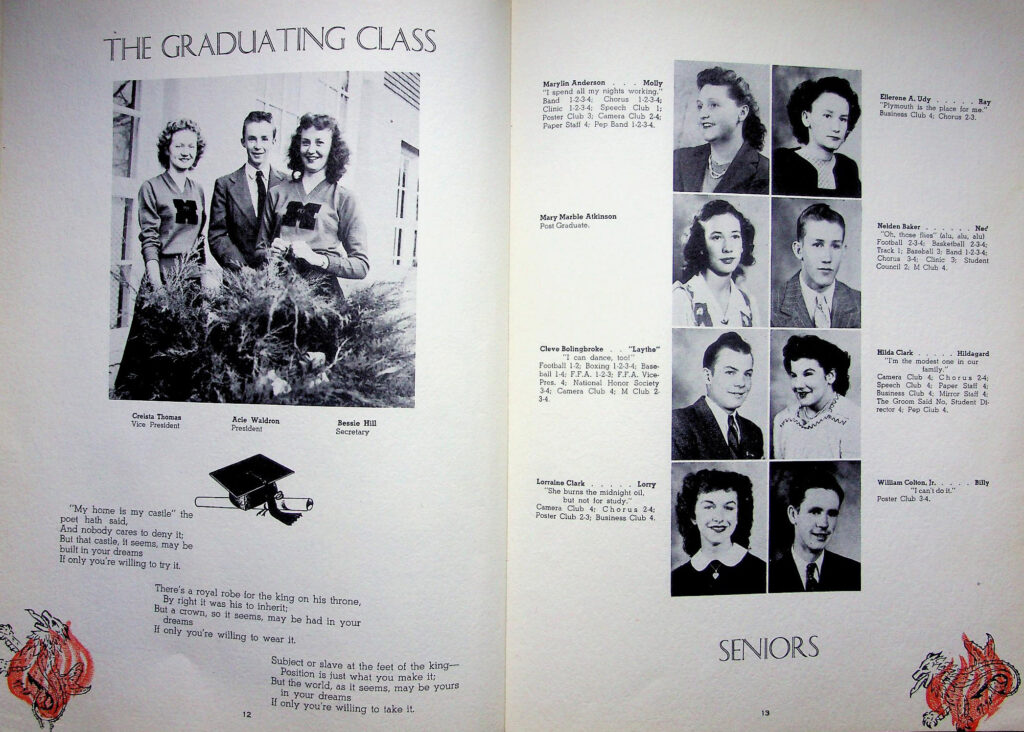 THE GRADUATING CLASS
Creista Thomas
Vice President
Acie Waldron
President
Bessie Hill
Secretary
"My home is my castle" the
poet hath said,
And nobody cares to deny it;
But that castle, it seems, may be
built in your dreams
If only you're willing to try it.
There's a royal robe for the king on his throne,
By right it was his to inherit;
But a crown, so it seems, may be had in your
dreams
If only you're willing to wear it.
Subject or slave at the feet of the king—
Position is just what you make it;
But the world, as it seems, may be yours
in your dreams
If only you're willing to take it.
12
Marylin Anderson . . . Molly
"I spend all my nights working."
Band 1-2-3-4; Chorus 1-2-3-4;
Clinic 1-2-3-4; Speech Club 1;
Poster Club 3; Camera Club 2-4;
Paper Staff 4; Pep Band 1-2-3-4.
Ellerene A. Udy . . . . . Ray
"Plymouth is the place for me."
Business Club 4; Chorus 2-3.
Mary Marble Atkinson
Post Graduate.
Nelden Baker . . . . . . Ned
"Oh, those flies" (alu, alu, alu)
Football 2-3-4; Basketball 2-3-4;
Track 1; Baseball 3; Band 1-2-3-4;
Chorus 3-4; Clinic 3; Student
Council 2; M Club 4.
Cleve Bolingbroke . . "Laythe"
"I can dance, too!"
Football 1-2; Boxing 1-2-3-4; Base-
ball 1-4; F.F.A. 1-2-3; F.F.A. Vice-
Pres. 4; National Honor Society
3-4; Camera Club 4; M Club 2-
3-4.
Hilda Clark . . . . . Hildagard
"I'm the modest one in our
family."
Camera Club 4; Chorus 2-4;
Speech Club 4; Paper Staff 4;
Business Club 4; Mirror Staff 4;
The Groom Said No, Student Di-
rector 4; Pep Club 4.
Lorraine Clark . . . . . Lorry
"She burns the midnight oil,
but not for study."
Camera Club 4; Chorus 2-4;
Poster Club 2-3; Business Club 4.
William Colton, Jr. . . . . Billy
"I can't do it."
Poster Club 3-4.
SENIORS
13